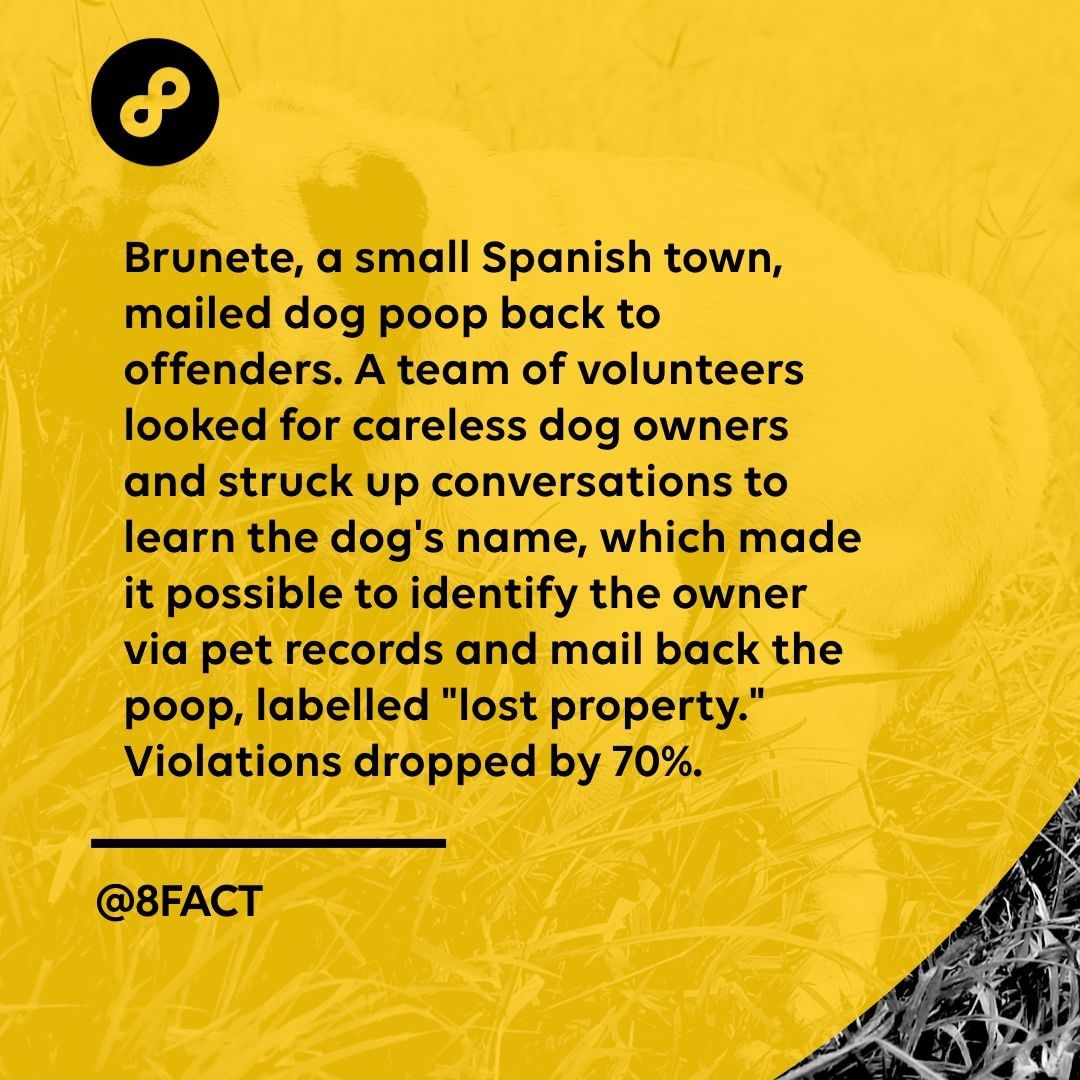 Brunete, a small Spanish town,
mailed dog poop back to
offenders. A team of volunteers
looked for careless dog owners
and struck up conversations to
learn the dog's name, which made
it possible to identify the owner
via pet records and mail back the
poop, labelled "lost property."
Violations dropped by 70%.
@8FACT